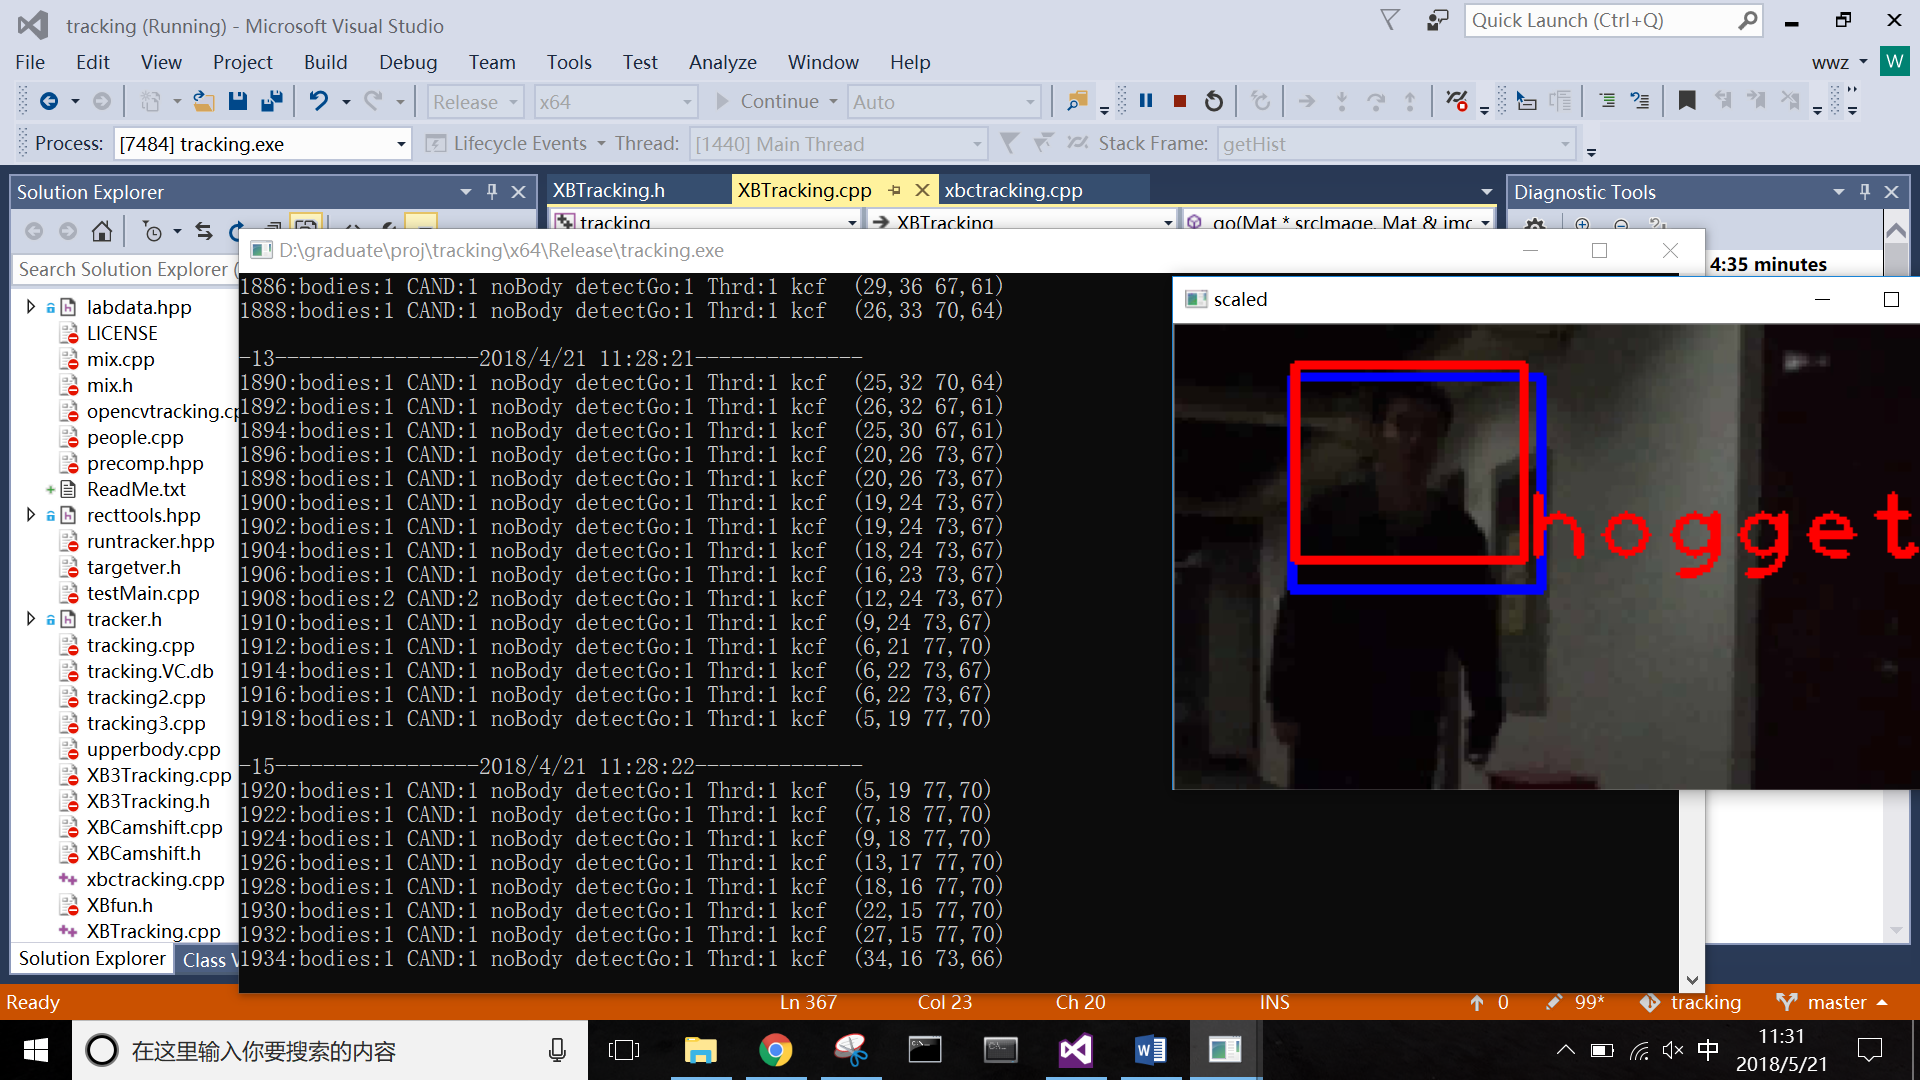 tracking (Running) - Microsoft Visual Studio
Quick Launch (Ctrl+Q)
File Edit View Project Build Debug Team Tools Test Analyze Window Help
wwz W
Release x64 Continue Auto
Process: [7484] tracking.exe Lifecycle Events Thread: [1440] Main Thread Stack Frame: getHist
Solution Explorer
XBTracking.h XBTracking.cpp xbctracking.cpp
Diagnostic Tools
tracking XBTracking go(Mat * srcImage, Mat & imc
Search Solution Explorer (
D:\graduate\proj\tracking\x64\Release\tracking.exe
4:35 minutes
labdata.hpp
LICENSE
mix.cpp
mix.h
opencvtracking.cp
people.cpp
precomp.hpp
ReadMe.txt
recttools.hpp
runtracker.hpp
targetver.h
testMain.cpp
tracker.h
tracking.cpp
tracking.VC.db
tracking2.cpp
tracking3.cpp
upperbody.cpp
XB3Tracking.cpp
XB3Tracking.h
XBCamshift.cpp
XBCamshift.h
xbctracking.cpp
XBfun.h
XBTracking.cpp
Solution Explorer Class V
1886:bodies:1 CAND:1 noBody detectGo:1 Thrd:1 kcf (29,36 67,61)
1888:bodies:1 CAND:1 noBody detectGo:1 Thrd:1 kcf (26,33 70,64)
-13-----------------2018/4/21 11:28:21--------------
1890:bodies:1 CAND:1 noBody detectGo:1 Thrd:1 kcf (25,32 70,64)
1892:bodies:1 CAND:1 noBody detectGo:1 Thrd:1 kcf (26,32 67,61)
1894:bodies:1 CAND:1 noBody detectGo:1 Thrd:1 kcf (25,30 67,61)
1896:bodies:1 CAND:1 noBody detectGo:1 Thrd:1 kcf (20,26 73,67)
1898:bodies:1 CAND:1 noBody detectGo:1 Thrd:1 kcf (20,26 73,67)
1900:bodies:1 CAND:1 noBody detectGo:1 Thrd:1 kcf (19,24 73,67)
1902:bodies:1 CAND:1 noBody detectGo:1 Thrd:1 kcf (19,24 73,67)
1904:bodies:1 CAND:1 noBody detectGo:1 Thrd:1 kcf (18,24 73,67)
1906:bodies:1 CAND:1 noBody detectGo:1 Thrd:1 kcf (16,23 73,67)
1908:bodies:2 CAND:2 noBody detectGo:1 Thrd:1 kcf (12,24 73,67)
1910:bodies:1 CAND:1 noBody detectGo:1 Thrd:1 kcf (9,24 73,67)
1912:bodies:1 CAND:1 noBody detectGo:1 Thrd:1 kcf (6,21 77,70)
1914:bodies:1 CAND:1 noBody detectGo:1 Thrd:1 kcf (6,22 73,67)
1916:bodies:1 CAND:1 noBody detectGo:1 Thrd:1 kcf (6,22 73,67)
1918:bodies:1 CAND:1 noBody detectGo:1 Thrd:1 kcf (5,19 77,70)
-15-----------------2018/4/21 11:28:22--------------
1920:bodies:1 CAND:1 noBody detectGo:1 Thrd:1 kcf (5,19 77,70)
1922:bodies:1 CAND:1 noBody detectGo:1 Thrd:1 kcf (7,18 77,70)
1924:bodies:1 CAND:1 noBody detectGo:1 Thrd:1 kcf (9,18 77,70)
1926:bodies:1 CAND:1 noBody detectGo:1 Thrd:1 kcf (13,17 77,70)
1928:bodies:1 CAND:1 noBody detectGo:1 Thrd:1 kcf (18,16 77,70)
1930:bodies:1 CAND:1 noBody detectGo:1 Thrd:1 kcf (22,15 77,70)
1932:bodies:1 CAND:1 noBody detectGo:1 Thrd:1 kcf (27,15 77,70)
1934:bodies:1 CAND:1 noBody detectGo:1 Thrd:1 kcf (34,16 73,66)
scaled
hogget
Ready Ln 367 Col 23 Ch 20 INS 0 99* tracking master
在这里输入你要搜索的内容
中
11:31
2018/5/21